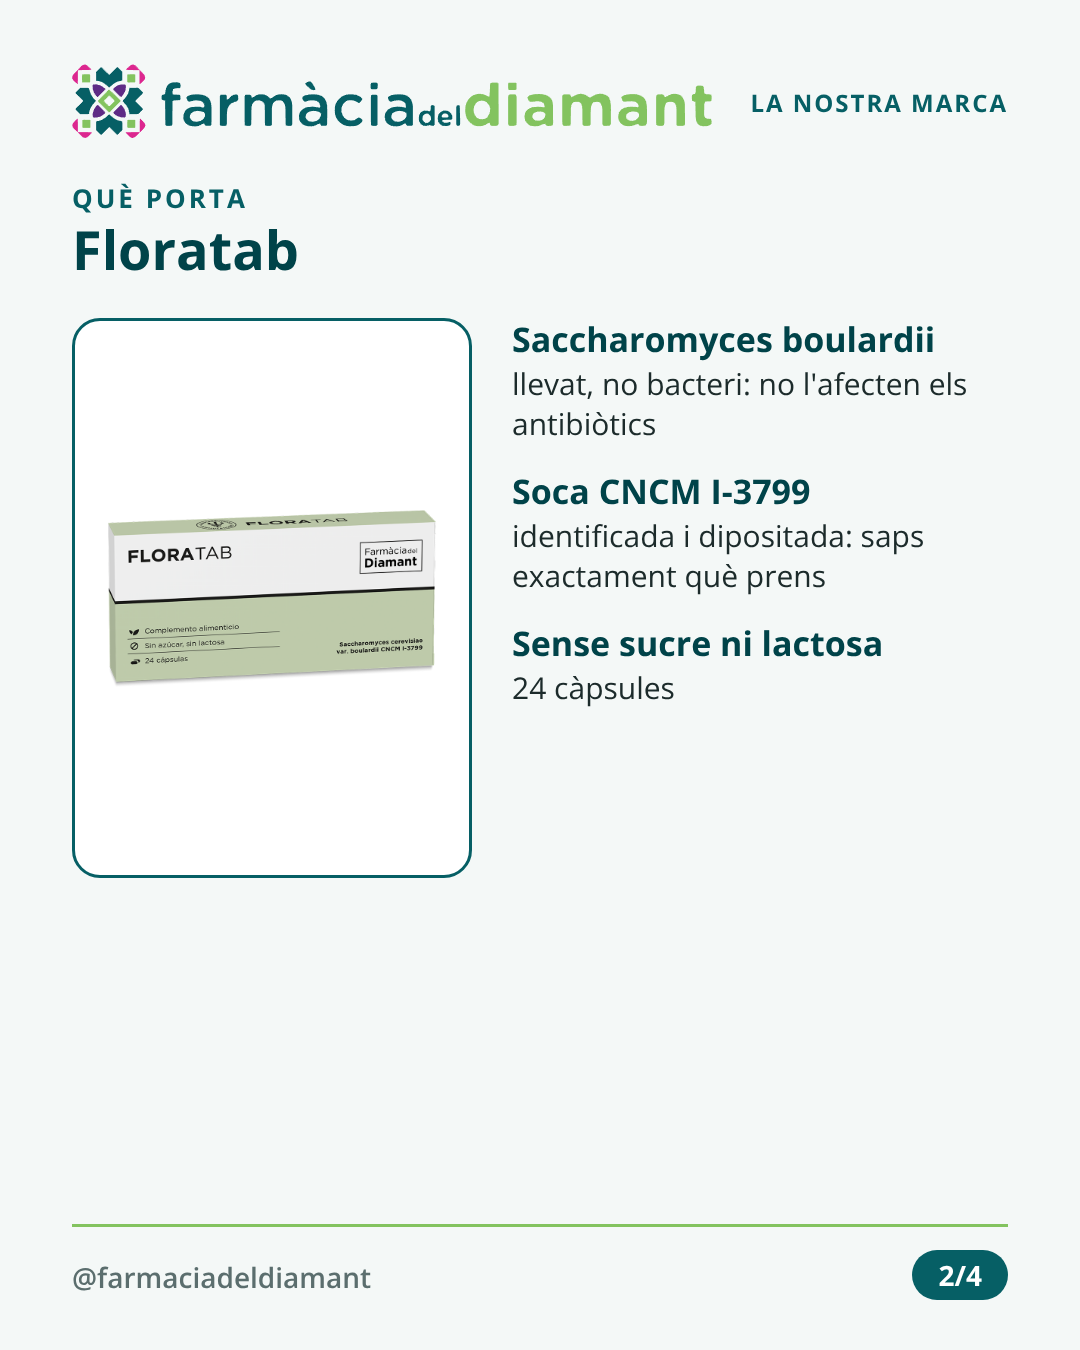 farmàciadeldiamant
LA NOSTRA MARCA
QUÈ PORTA
Floratab
FLORATAB
FLORATAB
Farmàciadel
Diamant
Complemento alimenticio
Sin azúcar, sin lactosa
24 cápsulas
Saccharomyces cerevisiae
var. boulardii CNCM I-3799
Saccharomyces boulardii
llevat, no bacteri: no l'afecten els
antibiòtics
Soca CNCM I-3799
identificada i dipositada: saps
exactament què prens
Sense sucre ni lactosa
24 càpsules
@farmaciadeldiamant
2/4